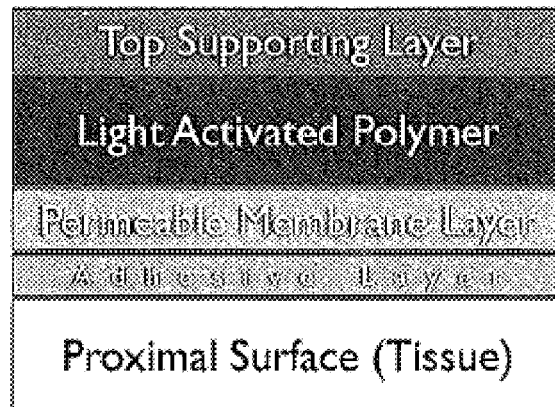 Top Supporting Layer
Light Activated Polymer
Permeable Membrane Layer
Adhesive Layer
Proximal Surface (Tissue)